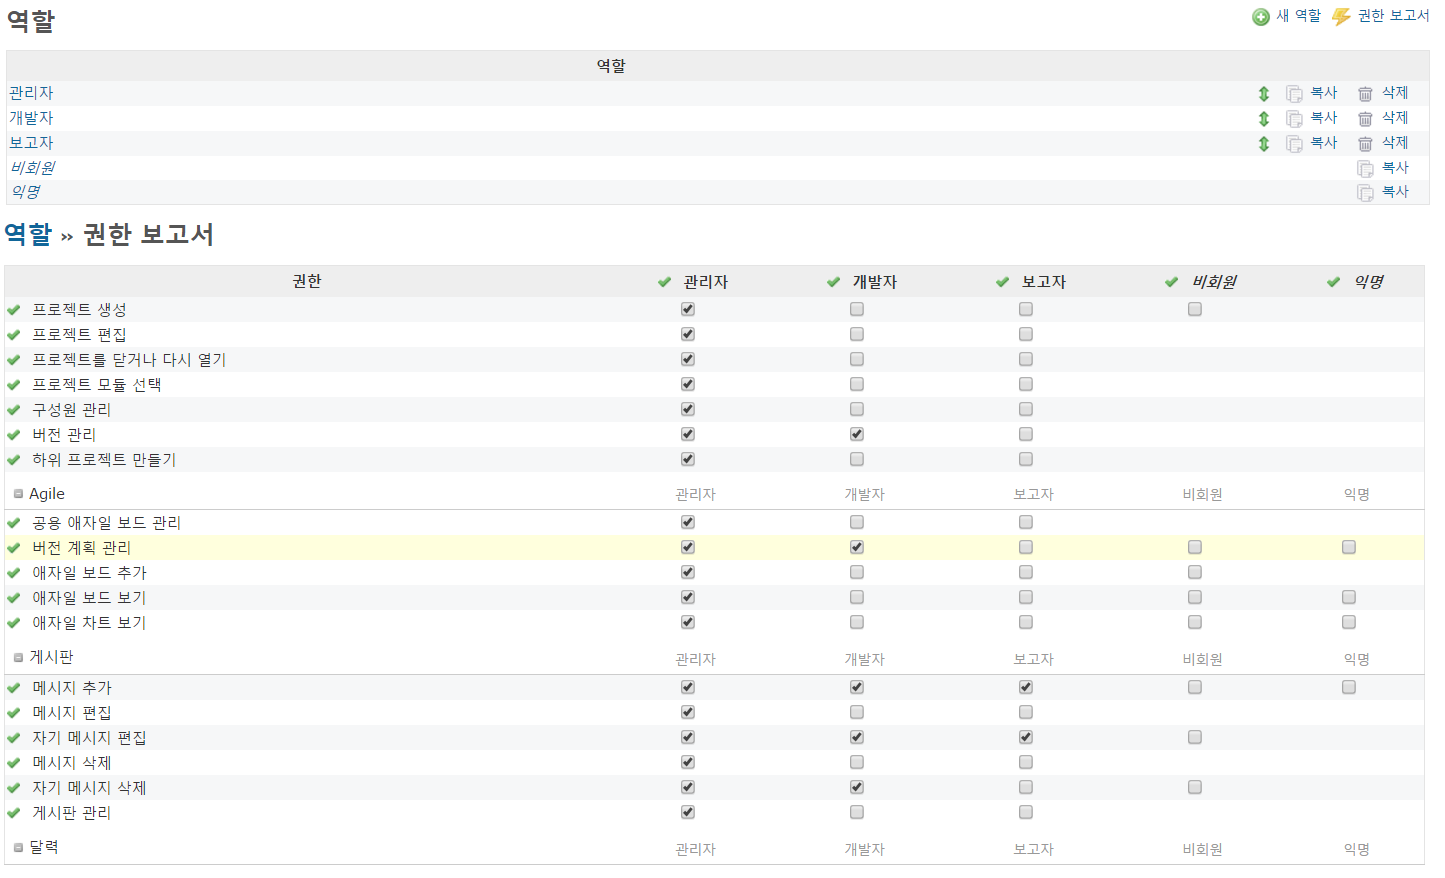 역할
새 역할 권한 보고서
역할
관리자 복사 삭제
개발자 복사 삭제
보고자 복사 삭제
비회원 복사
익명 복사
역할 » 권한 보고서
권한 관리자 개발자 보고자 비회원 익명
프로젝트 생성
프로젝트 편집
프로젝트를 닫거나 다시 열기
프로젝트 모듈 선택
구성원 관리
버전 관리
하위 프로젝트 만들기
Agile 관리자 개발자 보고자 비회원 익명
공용 애자일 보드 관리
버전 계획 관리
애자일 보드 추가
애자일 보드 보기
애자일 차트 보기
게시판 관리자 개발자 보고자 비회원 익명
메시지 추가
메시지 편집
자기 메시지 편집
메시지 삭제
자기 메시지 삭제
게시판 관리
달력 관리자 개발자 보고자 비회원 익명